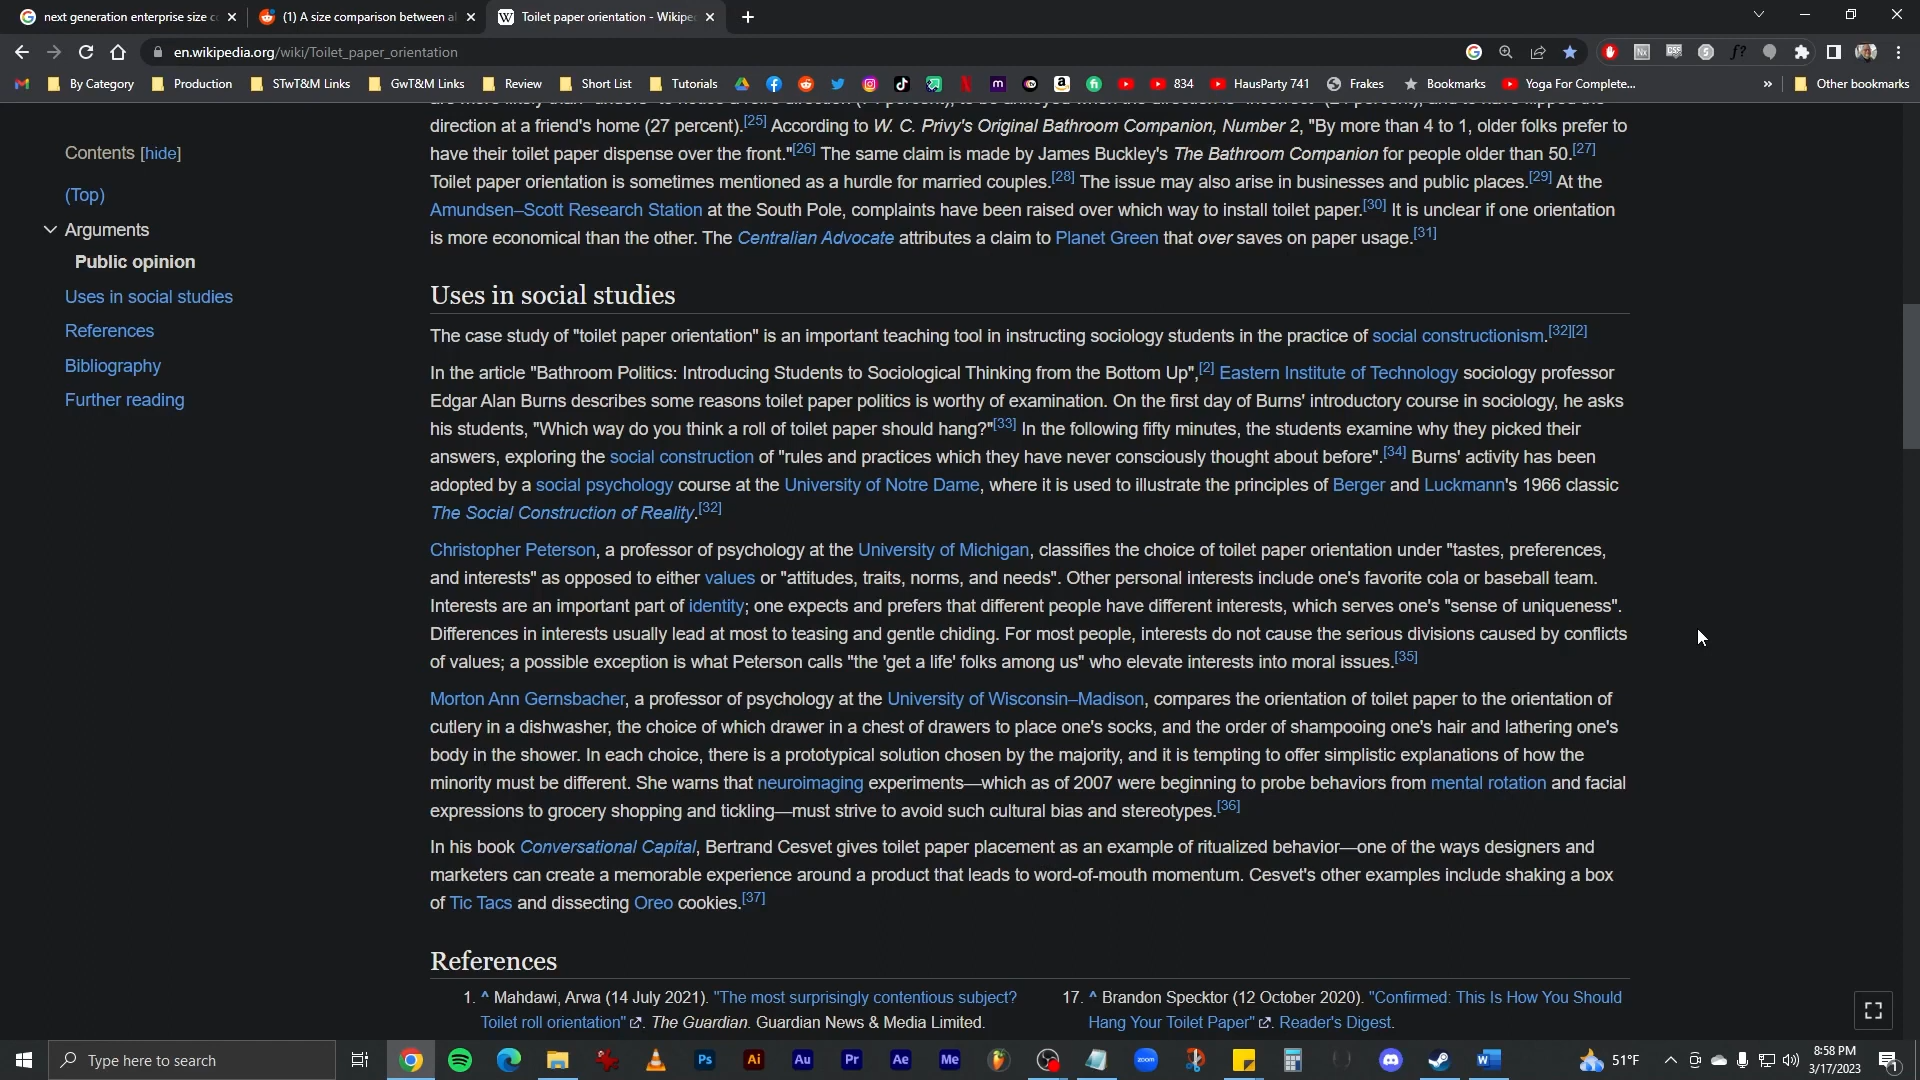 next generation enterprise size c
(1) A size comparison between al
Toilet paper orientation - Wikipe
en.wikipedia.org/wiki/Toilet_paper_orientation
By Category
Production
STwT&M Links
GwT&M Links
Review
Short List
Tutorials
834
HausParty 741
Frakes
Bookmarks
Yoga For Complete...
»
Other bookmarks
Contents [hide]
(Top)
Arguments
Public opinion
Uses in social studies
References
Bibliography
Further reading
direction at a friend's home (27 percent).[25] According to W. C. Privy's Original Bathroom Companion, Number 2, "By more than 4 to 1, older folks prefer to
have their toilet paper dispense over the front."[26] The same claim is made by James Buckley's The Bathroom Companion for people older than 50.[27]
Toilet paper orientation is sometimes mentioned as a hurdle for married couples.[28] The issue may also arise in businesses and public places.[29] At the
Amundsen–Scott Research Station at the South Pole, complaints have been raised over which way to install toilet paper.[30] It is unclear if one orientation
is more economical than the other. The Centralian Advocate attributes a claim to Planet Green that over saves on paper usage.[31]
Uses in social studies
The case study of "toilet paper orientation" is an important teaching tool in instructing sociology students in the practice of social constructionism.[32][2]
In the article "Bathroom Politics: Introducing Students to Sociological Thinking from the Bottom Up",[2] Eastern Institute of Technology sociology professor
Edgar Alan Burns describes some reasons toilet paper politics is worthy of examination. On the first day of Burns' introductory course in sociology, he asks
his students, "Which way do you think a roll of toilet paper should hang?"[33] In the following fifty minutes, the students examine why they picked their
answers, exploring the social construction of "rules and practices which they have never consciously thought about before".[34] Burns' activity has been
adopted by a social psychology course at the University of Notre Dame, where it is used to illustrate the principles of Berger and Luckmann's 1966 classic
The Social Construction of Reality.[32]
Christopher Peterson, a professor of psychology at the University of Michigan, classifies the choice of toilet paper orientation under "tastes, preferences,
and interests" as opposed to either values or "attitudes, traits, norms, and needs". Other personal interests include one's favorite cola or baseball team.
Interests are an important part of identity; one expects and prefers that different people have different interests, which serves one's "sense of uniqueness".
Differences in interests usually lead at most to teasing and gentle chiding. For most people, interests do not cause the serious divisions caused by conflicts
of values; a possible exception is what Peterson calls "the 'get a life' folks among us" who elevate interests into moral issues.[35]
Morton Ann Gernsbacher, a professor of psychology at the University of Wisconsin–Madison, compares the orientation of toilet paper to the orientation of
cutlery in a dishwasher, the choice of which drawer in a chest of drawers to place one's socks, and the order of shampooing one's hair and lathering one's
body in the shower. In each choice, there is a prototypical solution chosen by the majority, and it is tempting to offer simplistic explanations of how the
minority must be different. She warns that neuroimaging experiments—which as of 2007 were beginning to probe behaviors from mental rotation and facial
expressions to grocery shopping and tickling—must strive to avoid such cultural bias and stereotypes.[36]
In his book Conversational Capital, Bertrand Cesvet gives toilet paper placement as an example of ritualized behavior—one of the ways designers and
marketers can create a memorable experience around a product that leads to word-of-mouth momentum. Cesvet's other examples include shaking a box
of Tic Tacs and dissecting Oreo cookies.[37]
References
1. ^ Mahdawi, Arwa (14 July 2021). "The most surprisingly contentious subject?
Toilet roll orientation". The Guardian. Guardian News & Media Limited.
17. ^ Brandon Specktor (12 October 2020). "Confirmed: This Is How You Should
Hang Your Toilet Paper". Reader's Digest.
Type here to search
Ps
Ai
Au
Pr
Ae
Me
zoom
W
51°F
8:58 PM
3/17/2023
1